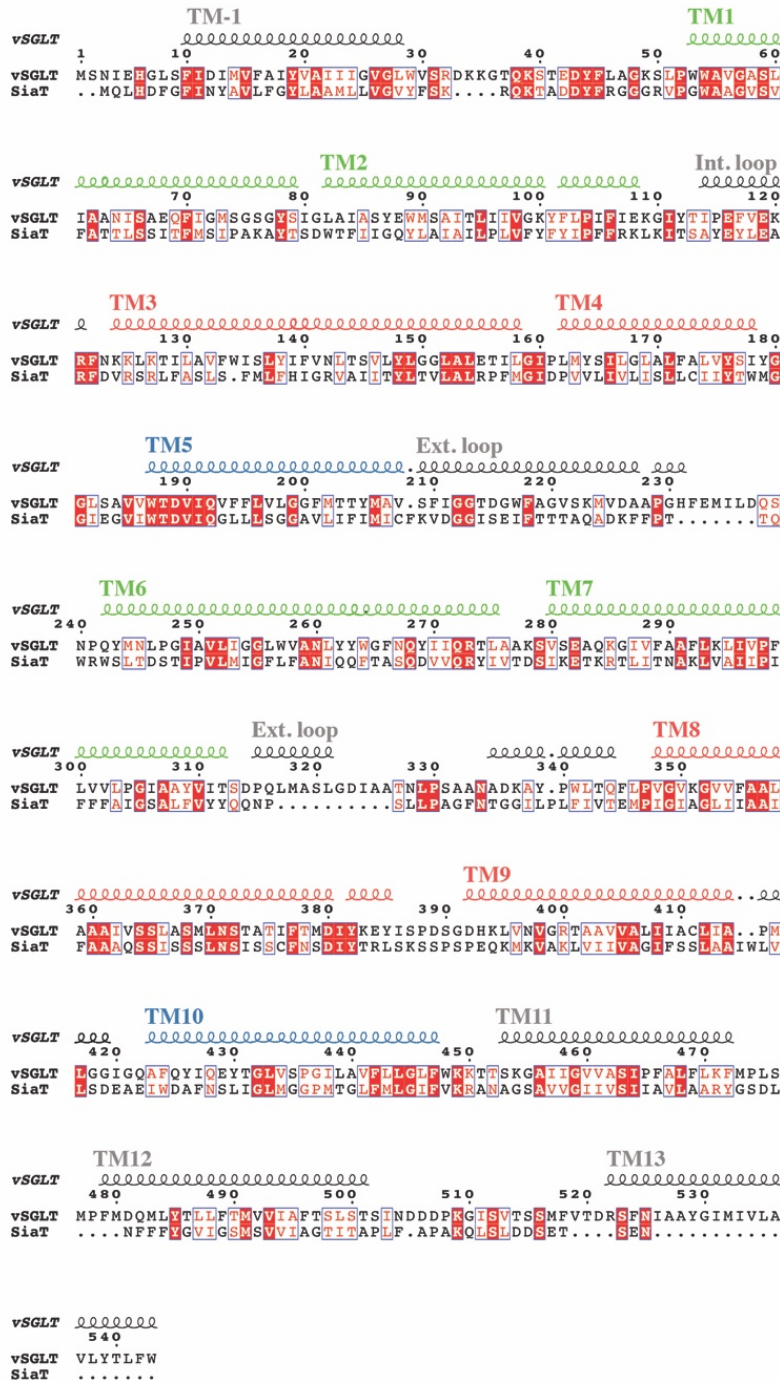 TM-1 TM1
vSGLT
1 10 20 30 40 50 60
vSGLT MSNIEHGLSFIDIMVFAIYVAIIIGVGLWVSRDKKGTQKSTEDYFLAGKSLPWWAVGASL
SiaT ..MQLHDFGFINYAVLFGYLAAMLLVGVYFSK....RQKTADDYFRGGGRVPGWAAGVSV
TM2 Int. loop
vSGLT
70 80 90 100 110 120
vSGLT IAANISAEQFIGMSGSGYSIGLAIASYEWMSAITLIIVGKYFLPIFIEKGIYTIPEFVEK
SiaT FATTLSSITFMSIPAKAYTSDWTFIIGQYLAIAILPLVFYFYIPFFRKLKITSAYEYLEA
TM3 TM4
vSGLT
130 140 150 160 170 180
vSGLT RFNKKLKTILAVFWISLYIFVNLTSVLYLGGLALETILGIPLMYSILGLALFALVYSIYG
SiaT RFDVRSRLFASLS.FMLFHIGRVAIITYLTVLALRPFMGIDPVVLIVLISLLCIIYTWMG
TM5 Ext. loop
vSGLT
190 200 210 220 230
vSGLT GLSAVVWTDVIQVFFLVLGGFMTTYMAV.SFIGGTDGWFAGVSKMVDAAPGHFEMILDQS
SiaT GIEGVIWTDVIQGLLLSGGAVLIFIMICFKVDGGISEIFTTTAQADKFFPT.......TQ
TM6 TM7
vSGLT
240 250 260 270 280 290
vSGLT NPQYMNLPGIAVLIGGLWVANLYYWGFNQYIIQRTLAAKSVSEAQKGIVFAAFLKLIVPF
SiaT WRWSLTDSTIPVLMIGFLFANIQQFTASQDVVQRYIVTDSIKETKRTLITNAKLVAIIPI
Ext. loop TM8
vSGLT
300 310 320 330 340 350
vSGLT LVVLPGIAAYVITSDPQLMASLGDIAATNLPSAANADKAY.PWLTQFLPVGVKGVVFAAL
SiaT FFFAIGSALFVYYQQNP..........SLLPAGFNTGGILPLFIVTEMPIGIAGLIIAAI
TM9
vSGLT
360 370 380 390 400 410
vSGLT AAAIVSSLASMLNSTATIFTMDIYKEYISPDSGDHKLVNVGRTAAVVALIIACLIA..PM
SiaT FAAAQSSISSSLNSISSCFNSDIYTRLSKSSPSPEQKMKVAKLVIIVAGIFSSLAAIWLV
TM10 TM11
vSGLT
420 430 440 450 460 470
vSGLT LGGIGQAFQYIQEYTGLVSPGILAVFLLGLFWKKTTSKGAIIGVVASIPFALFLKFMPLS
SiaT LSDEAEIWDAFNSLIGLMGGPMTGLFMLGIFVKRANAGSAVVGIIVSIIAVLAARYGSDL
TM12 TM13
480 490 500 510 520 530
vSGLT MPFMDQMLYTLLFTMVVIAFTSLSTSINDDDPKGISVTSSMFVTDRSFNIAAYGIMIVLA
SiaT ....NFFFYGVIGSMSVVIAGTITAPLF.APAKQLSLDDSET....SEN...........
vSGLT
540
vSGLT VLYTLFW
SiaT .......